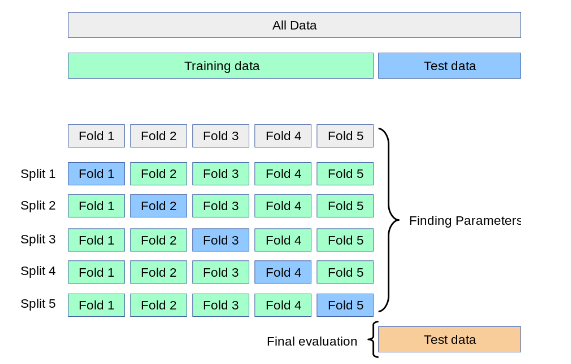 All Data
Training data Test data
Fold 1 Fold 2 Fold 3 Fold 4 Fold 5
Split 1 Fold 1 Fold 2 Fold 3 Fold 4 Fold 5
Split 2 Fold 1 Fold 2 Fold 3 Fold 4 Fold 5
Finding Parameters
Split 3 Fold 1 Fold 2 Fold 3 Fold 4 Fold 5
Split 4 Fold 1 Fold 2 Fold 3 Fold 4 Fold 5
Split 5 Fold 1 Fold 2 Fold 3 Fold 4 Fold 5
Final evaluation Test data